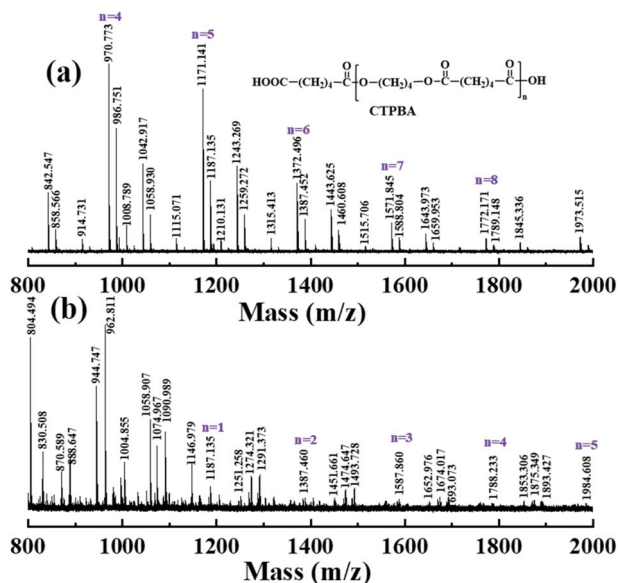 (a)
n=4
n=5
n=6
n=7
n=8
842.547
858.566
914.731
970.773
986.751
1008.789
1042.917
1058.930
1115.071
1171.141
1187.135
1210.131
1243.269
1259.272
1315.413
1372.496
1387.452
1443.625
1460.608
1515.706
1571.845
1588.804
1643.973
1659.953
1772.171
1789.148
1845.336
1973.515
HOOC-(CH₂)₄-C[O-(CH₂)₄-OC-(CH₂)₄-C]ₙOH
O O O
CTPBA
800 1000 1200 1400 1600 1800 2000
Mass (m/z)
(b)
n=1
n=2
n=3
n=4
n=5
804.494
830.508
870.589
888.647
944.747
962.811
1004.855
1058.907
1074.967
1090.989
1146.979
1187.135
1251.258
1274.321
1291.373
1387.460
1451.661
1474.647
1493.728
1587.860
1652.976
1674.017
1693.073
1788.233
1853.306
1875.349
1893.427
1984.608
800 1000 1200 1400 1600 1800 2000
Mass (m/z)